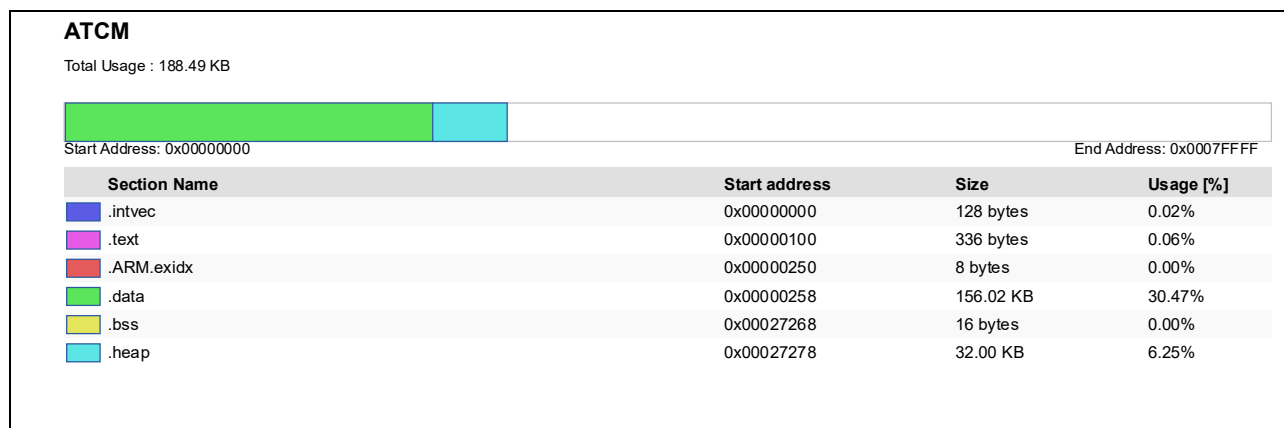 ATCM
Total Usage : 188.49 KB
Start Address: 0x00000000 End Address: 0x0007FFFF
Section Name Start address Size Usage [%]
.intvec 0x00000000 128 bytes 0.02%
.text 0x00000100 336 bytes 0.06%
.ARM.exidx 0x00000250 8 bytes 0.00%
.data 0x00000258 156.02 KB 30.47%
.bss 0x00027268 16 bytes 0.00%
.heap 0x00027278 32.00 KB 6.25%